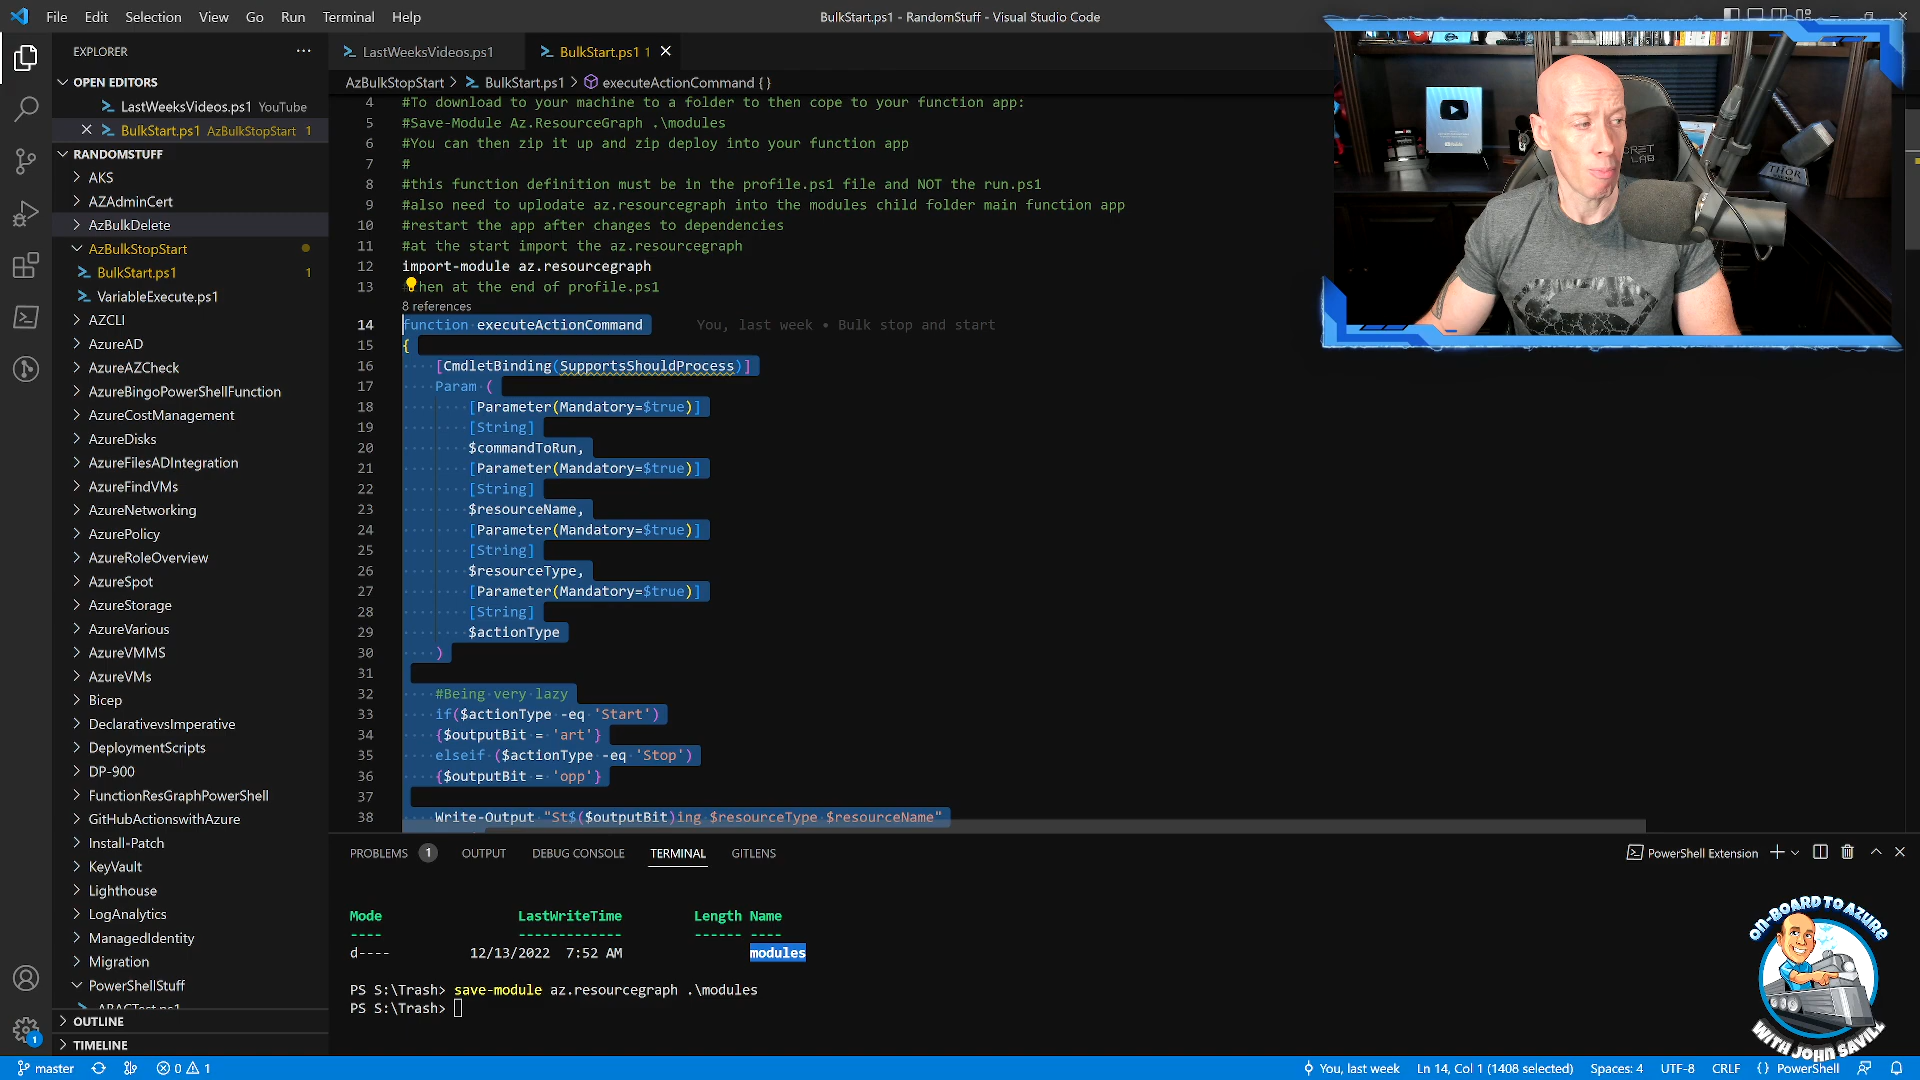 File Edit Selection View Go Run Terminal Help
BulkStart.ps1 - RandomStuff - Visual Studio Code
EXPLORER
OPEN EDITORS
LastWeeksVideos.ps1 YouTube
BulkStart.ps1 AzBulkStopStart 1
RANDOMSTUFF
AKS
AZAdminCert
AzBulkDelete
AzBulkStopStart
BulkStart.ps1 1
VariableExecute.ps1
AZCLI
AzureAD
AzureAZCheck
AzureBingoPowerShellFunction
AzureCostManagement
AzureDisks
AzureFilesADIntegration
AzureFindVMs
AzureNetworking
AzurePolicy
AzureRoleOverview
AzureSpot
AzureStorage
AzureVarious
AzureVMMS
AzureVMs
Bicep
DeclarativevsImperative
DeploymentScripts
DP-900
FunctionResGraphPowerShell
GitHubActionswithAzure
Install-Patch
KeyVault
Lighthouse
LogAnalytics
ManagedIdentity
Migration
PowerShellStuff
ABACTest.ps1
OUTLINE
TIMELINE
LastWeeksVideos.ps1
BulkStart.ps1 1
AzBulkStopStart > BulkStart.ps1 > executeActionCommand { }
4 #To download to your machine to a folder to then cope to your function app:
5 #Save-Module Az.ResourceGraph .\modules
6 #You can then zip it up and zip deploy into your function app
7 #
8 #this function definition must be in the profile.ps1 file and NOT the run.ps1
9 #also need to uplodate az.resourcegraph into the modules child folder main function app
10 #restart the app after changes to dependencies
11 #at the start import the az.resourcegraph
12 import-module az.resourcegraph
13 hen at the end of profile.ps1
8 references
14 function executeActionCommand You, last week • Bulk stop and start
15 {
16 [CmdletBinding(SupportsShouldProcess)]
17 Param (
18 [Parameter(Mandatory=$true)]
19 [String]
20 $commandToRun,
21 [Parameter(Mandatory=$true)]
22 [String]
23 $resourceName,
24 [Parameter(Mandatory=$true)]
25 [String]
26 $resourceType,
27 [Parameter(Mandatory=$true)]
28 [String]
29 $actionType
30 )
31
32 #Being very lazy
33 if($actionType -eq 'Start')
34 {$outputBit = 'art'}
35 elseif ($actionType -eq 'Stop')
36 {$outputBit = 'opp'}
37
38 Write-Output "St$($outputBit)ing $resourceType $resourceName"
PROBLEMS 1 OUTPUT DEBUG CONSOLE TERMINAL GITLENS
PowerShell Extension
Mode LastWriteTime Length Name
---- ------------- ------ ----
d---- 12/13/2022 7:52 AM modules
PS S:\Trash> save-module az.resourcegraph .\modules
PS S:\Trash>
THOR
ON-BOARD TO AZURE
WITH JOHN SAVILL
1
master 0 1
You, last week Ln 14, Col 1 (1408 selected) Spaces: 4 UTF-8 CRLF { } PowerShell